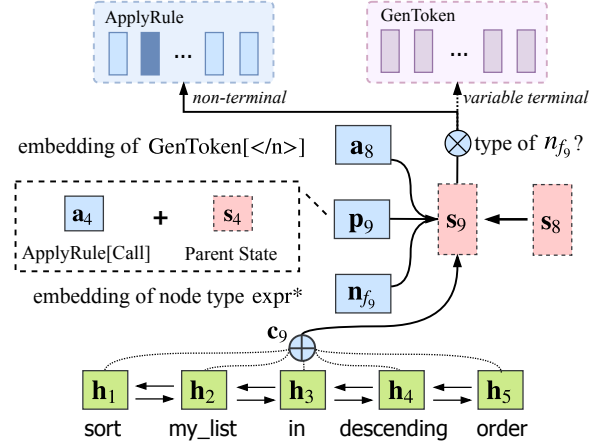 ApplyRule
GenToken
...
...
non-terminal
variable terminal
embedding of GenToken[</n>]
a8
type of n_f9?
a4
+
s4
ApplyRule[Call]
Parent State
p9
s9
s8
embedding of node type expr*
n_f9
c9
h1
h2
h3
h4
h5
sort
my_list
in
descending
order